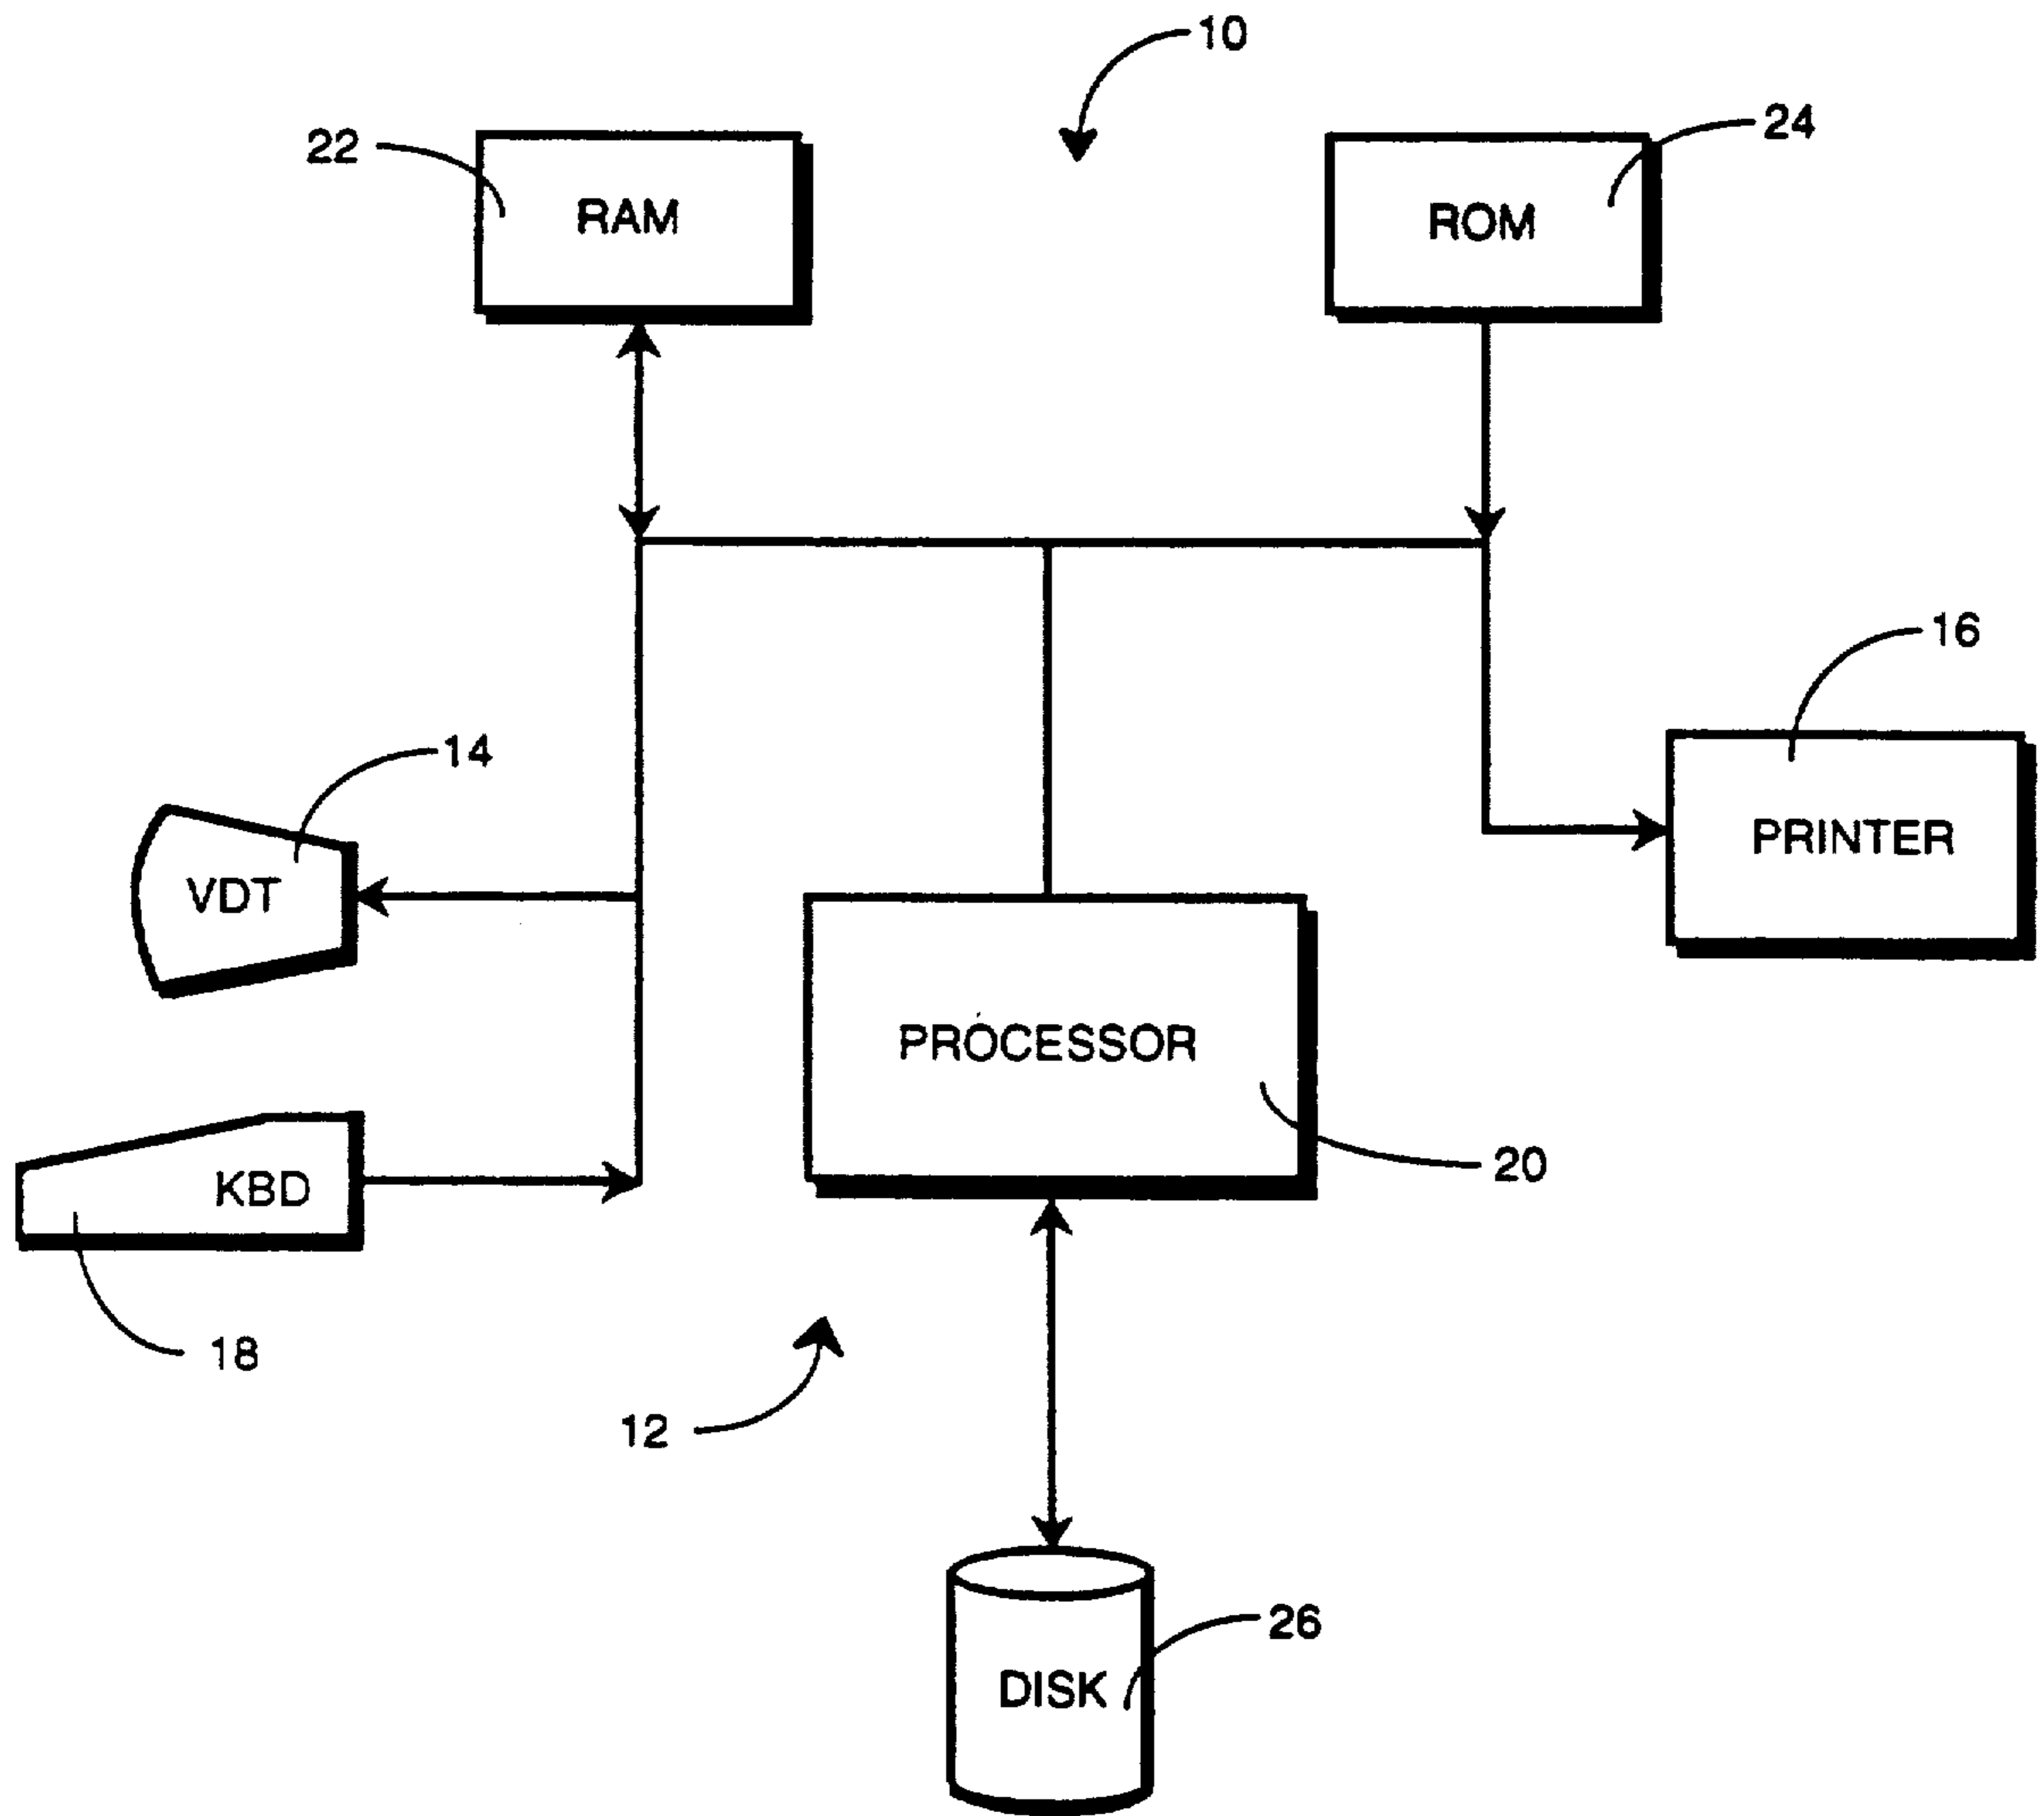 10
22
RAM
24
ROM
16
14
PRINTER
VDT
PROCESSOR
20
KBD
18
12
26
DISK